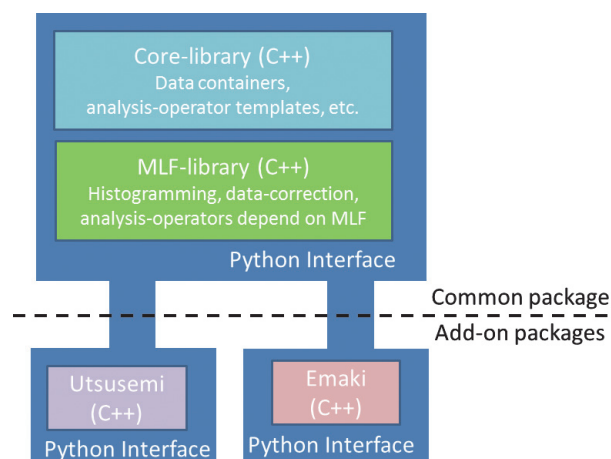 Core-library (C++)
Data containers,
analysis-operator templates, etc.
MLF-library (C++)
Histogramming, data-correction,
analysis-operators depend on MLF
Python Interface
Common package
Add-on packages
Utsusemi
(C++)
Python Interface
Emaki
(C++)
Python Interface